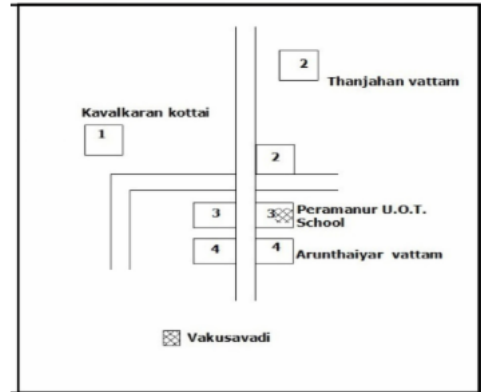 2
Thanjahan vattam
Kavalkaran kottai
1
2
3
3
Peramanur U.O.T.
School
4
4
Arunthaiyar vattam
Vakusavadi